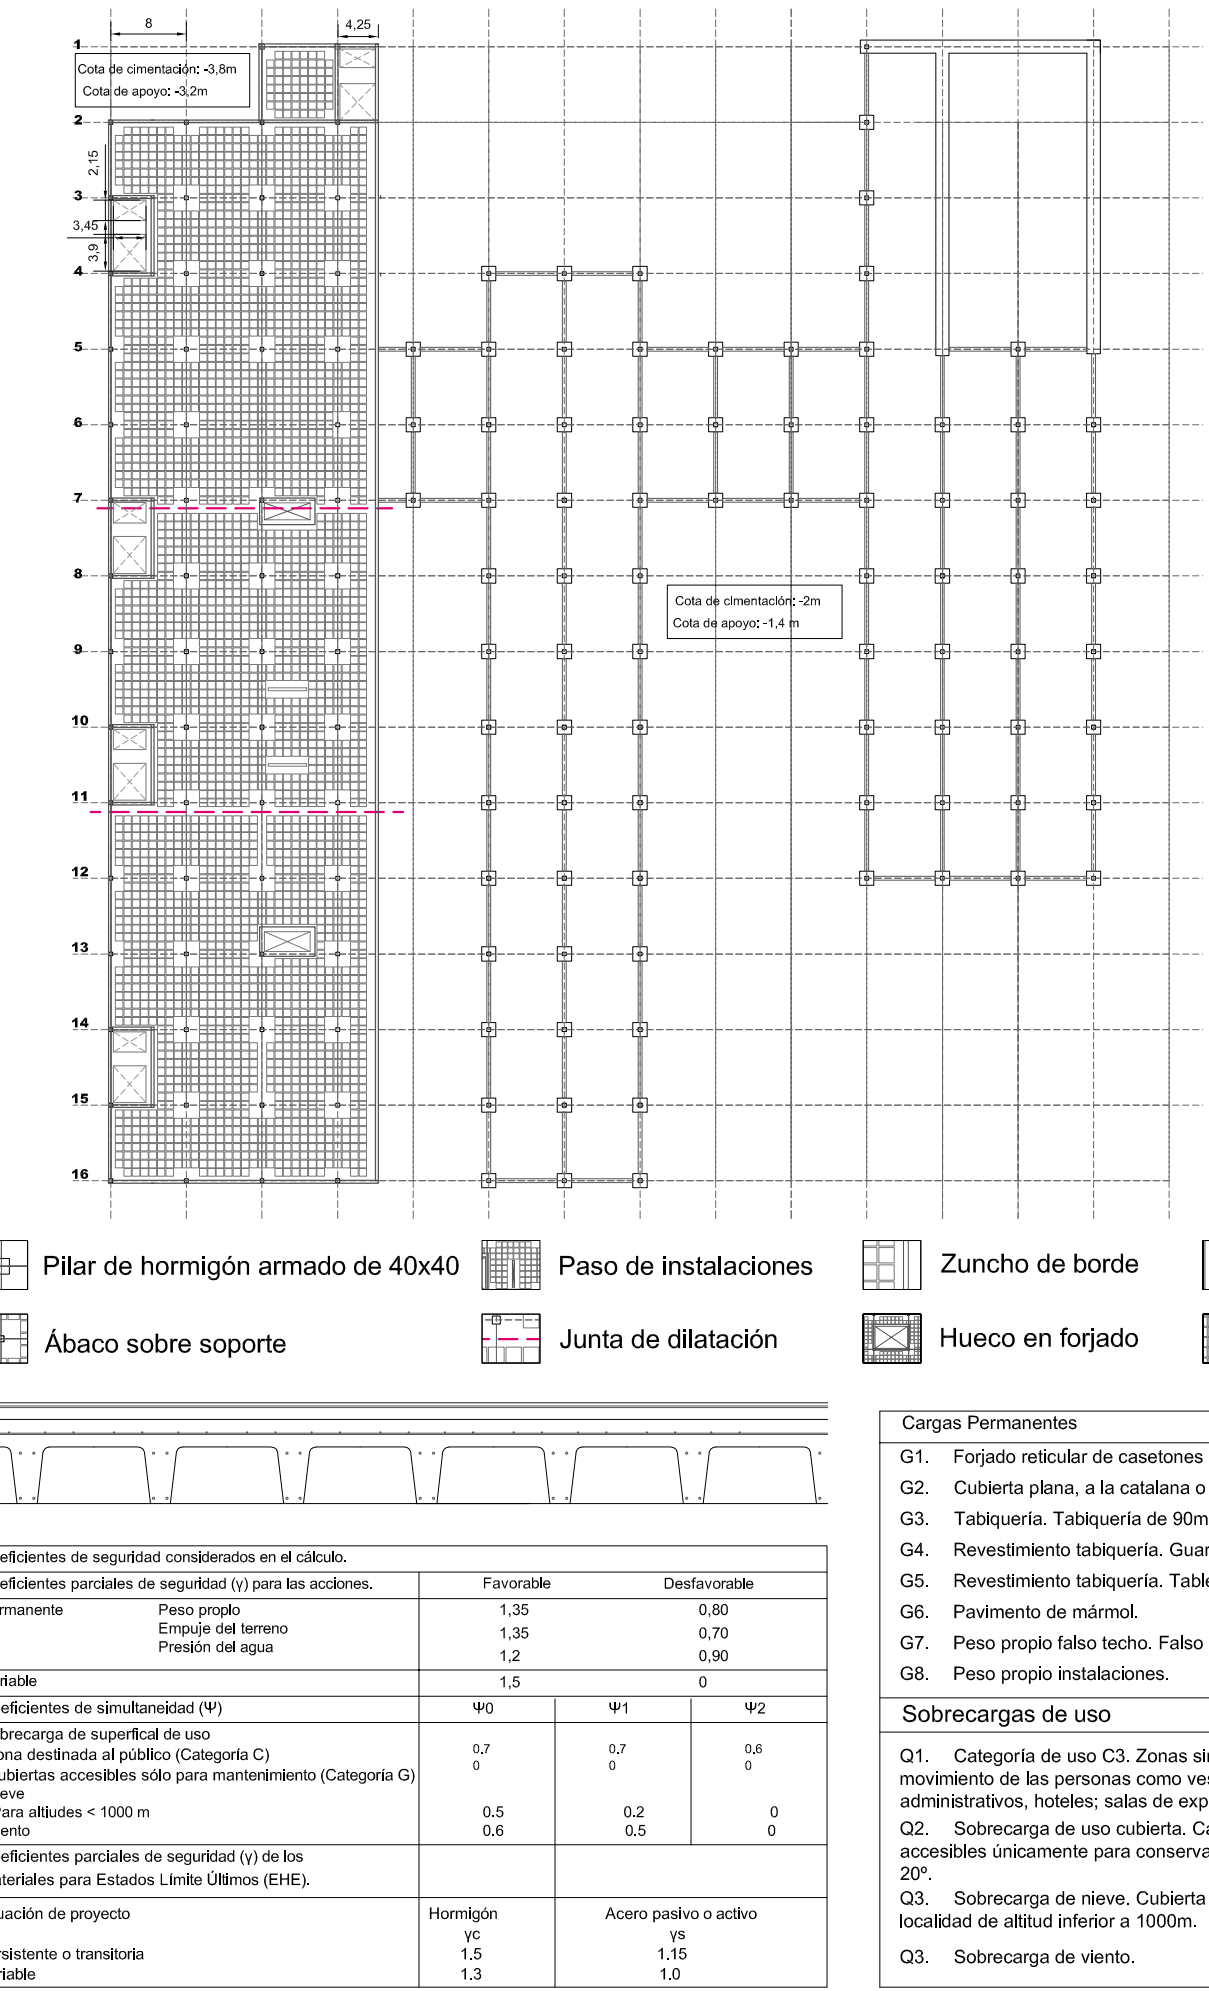 8
4,25
1
Cota de cimentación: -3,8m
Cota de apoyo: -3,2m
2
2,15
3
3,45
3,9
4
5
6
7
8
Cota de cimentación: -2m
Cota de apoyo: -1,4 m
9
10
11
12
13
14
15
16
Pilar de hormigón armado de 40x40
Paso de instalaciones
Zuncho de borde
Ábaco sobre soporte
Junta de dilatación
Hueco en forjado
eficientes de seguridad considerados en el cálculo.
eficientes parciales de seguridad (γ) para las acciones. Favorable Desfavorable
rmanente Peso propio 1,35 0,80
Empuje del terreno 1,35 0,70
Presión del agua 1,2 0,90
riable 1,5 0
eficientes de simultaneidad (Ψ) Ψ0 Ψ1 Ψ2
brecarga de superfical de uso
ona destinada al público (Categoría C) 0.7 0.7 0.6
ubiertas accesibles sólo para mantenimiento (Categoría G) 0 0 0
eve
Para altiudes < 1000 m 0.5 0.2 0
ento 0.6 0.5 0
eficientes parciales de seguridad (γ) de los
ateriales para Estados Límite Últimos (EHE).
uación de proyecto Hormigón Acero pasivo o activo
γc γs
rsistente o transitoria 1.5 1.15
riable 1.3 1.0
Cargas Permanentes
G1. Forjado reticular de casetones
G2. Cubierta plana, a la catalana o
G3. Tabiquería. Tabiquería de 90m
G4. Revestimiento tabiquería. Guar
G5. Revestimiento tabiquería. Table
G6. Pavimento de mármol.
G7. Peso propio falso techo. Falso
G8. Peso propio instalaciones.
Sobrecargas de uso
Q1. Categoría de uso C3. Zonas sin
movimiento de las personas como ves
administrativos, hoteles; salas de exp
Q2. Sobrecarga de uso cubierta. Ca
accesibles únicamente para conserva
20º.
Q3. Sobrecarga de nieve. Cubierta
localidad de altitud inferior a 1000m.
Q3. Sobrecarga de viento.